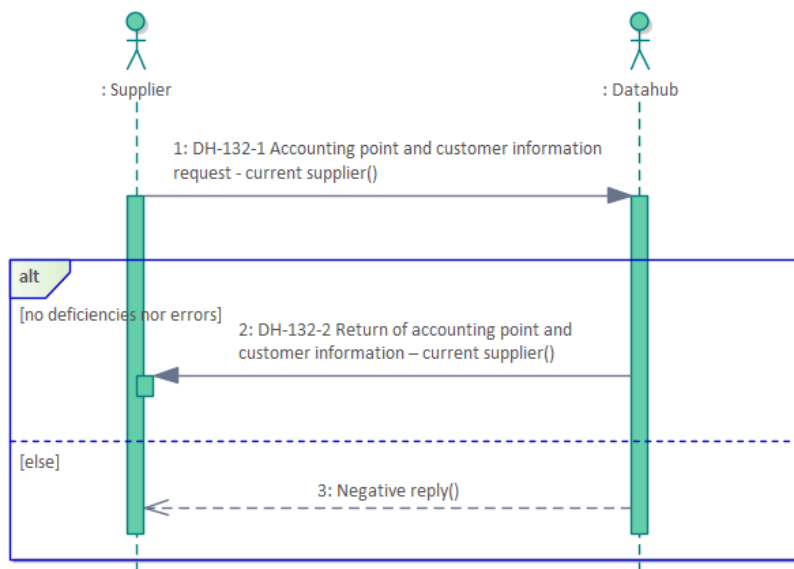 : Supplier
: Datahub
1: DH-132-1 Accounting point and customer information
request - current supplier()
alt
[no deficiencies nor errors]
2: DH-132-2 Return of accounting point and
customer information – current supplier()
[else]
3: Negative reply()